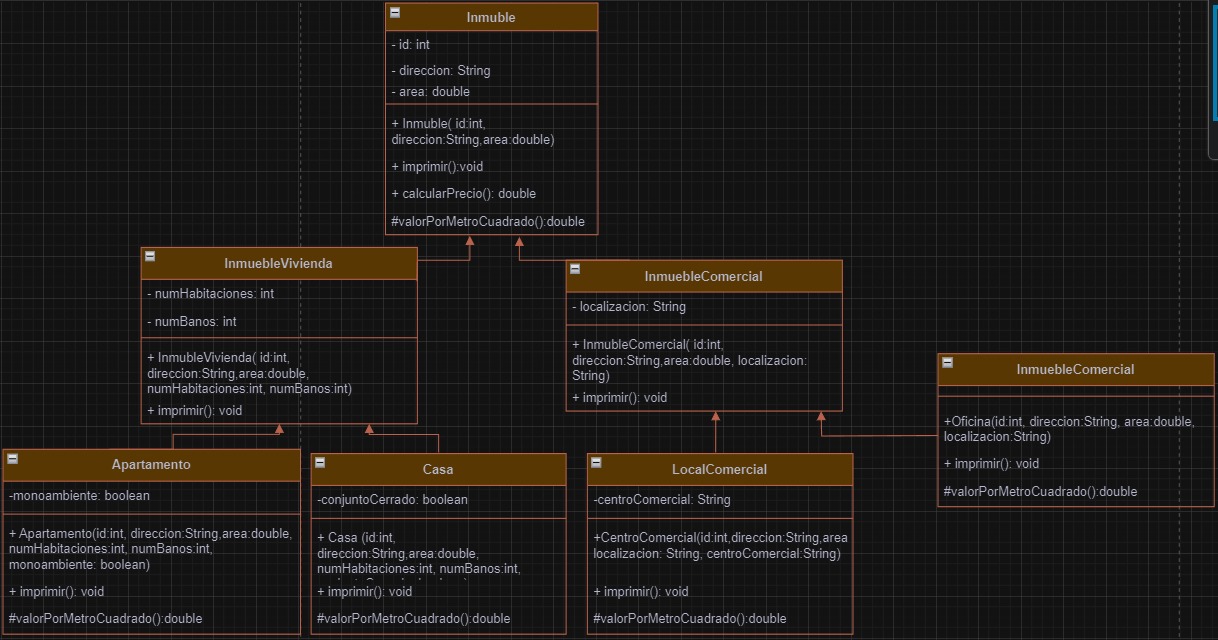 Inmuble
- id: int
- direccion: String
- area: double
+ Inmuble( id:int,
direccion:String,area:double)
+ imprimir():void
+ calcularPrecio(): double
#valorPorMetroCuadrado():double
InmuebleVivienda
- numHabitaciones: int
- numBanos: int
+ InmubleVivienda( id:int,
direccion:String,area:double,
numHabitaciones:int, numBanos:int)
+ imprimir(): void
InmuebleComercial
- localizacion: String
+ InmubleComercial( id:int,
direccion:String,area:double, localizacion:
String)
+ imprimir(): void
InmuebleComercial
+Oficina(id:int, direccion:String, area:double,
localizacion:String)
+ imprimir(): void
#valorPorMetroCuadrado():double
Apartamento
-monoambiente: boolean
+ Apartamento(id:int, direccion:String,area:double,
numHabitaciones:int, numBanos:int,
monoambiente: boolean)
+ imprimir(): void
#valorPorMetroCuadrado():double
Casa
-conjuntoCerrado: boolean
+ Casa (id:int,
direccion:String,area:double,
numHabitaciones:int, numBanos:int,
+ imprimir(): void
#valorPorMetroCuadrado():double
LocalComercial
-centroComercial: String
+CentroComercial(id:int,direccion:String,area
localizacion: String, centroComercial:String)
+ imprimir(): void
#valorPorMetroCuadrado():double